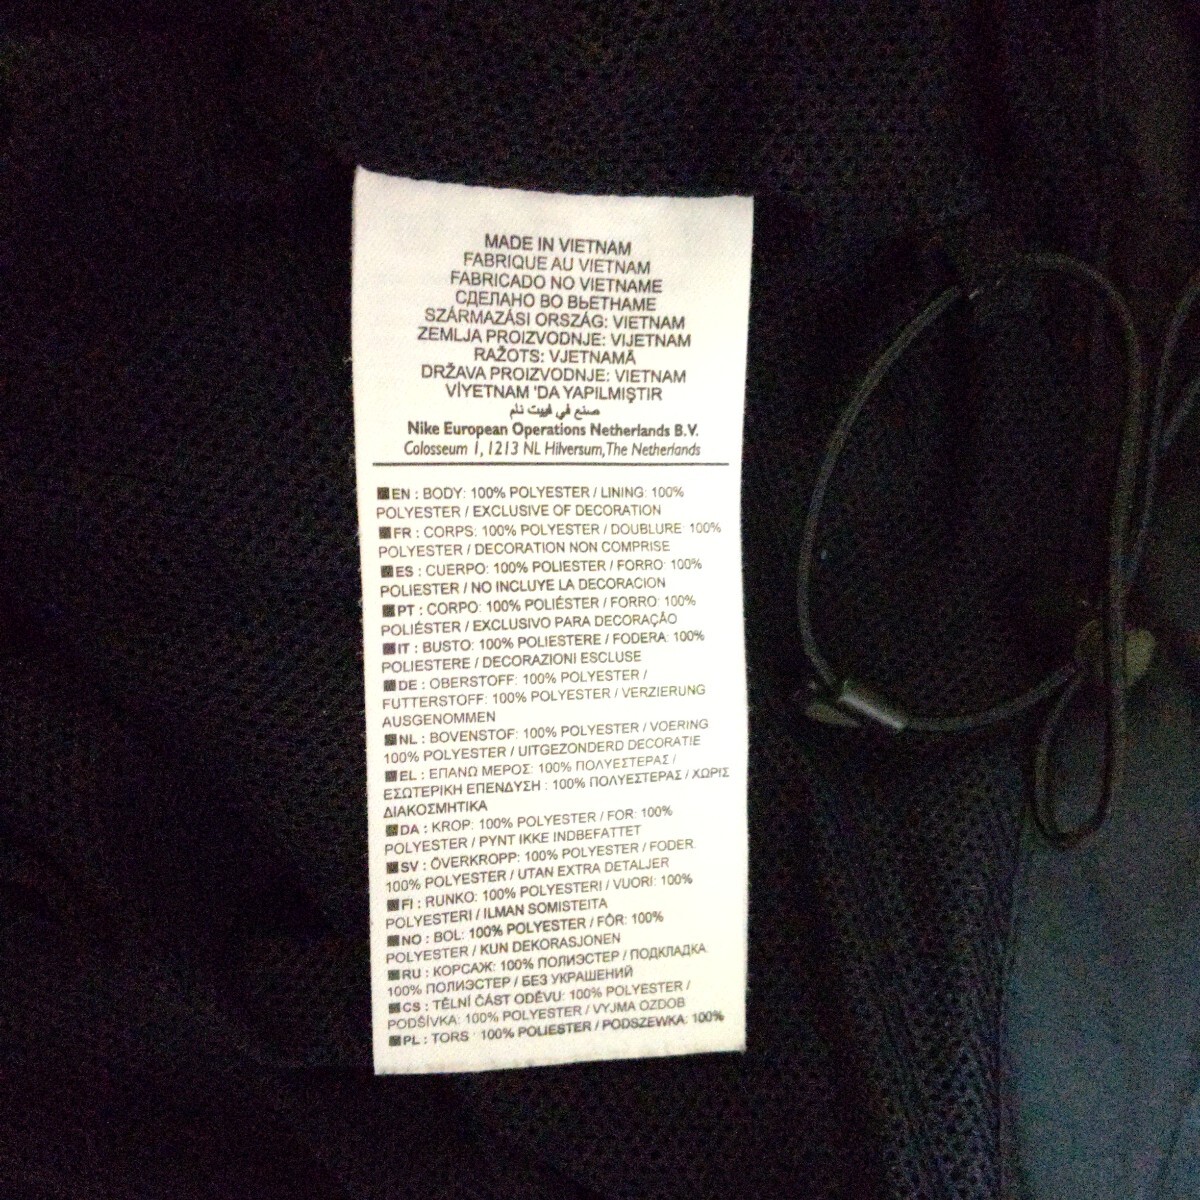 MADE IN VIETNAM
FABRIQUE AU VIETNAM
FABRICADO NO VIETNAME
СДЕЛАНО ВО ВЬЕТНАМЕ
SZÁRMAZÁSI ORSZÁG: VIETNAM
ZEMLJA PROIZVODNJE: VIJETNAM
RAŽOTS: VJETNAMĀ
DRŽAVA PROIZVODNJE: VIETNAM
VİYETNAM 'DA YAPILMIŞTIR
صنع في فييت نام
Nike European Operations Netherlands B.V.
Colosseum 1, 1213 NL Hilversum, The Netherlands
EN : BODY: 100% POLYESTER / LINING: 100%
POLYESTER / EXCLUSIVE OF DECORATION
FR : CORPS: 100% POLYESTER / DOUBLURE: 100%
POLYESTER / DECORATION NON COMPRISE
ES : CUERPO: 100% POLIESTER / FORRO: 100%
POLIESTER / NO INCLUYE LA DECORACION
PT : CORPO: 100% POLIÉSTER / FORRO: 100%
POLIÉSTER / EXCLUSIVO PARA DECORAÇÃO
IT : BUSTO: 100% POLIESTERE / FODERA: 100%
POLIESTERE / DECORAZIONI ESCLUSE
DE : OBERSTOFF: 100% POLYESTER /
FUTTERSTOFF: 100% POLYESTER / VERZIERUNG
AUSGENOMMEN
NL : BOVENSTOF: 100% POLYESTER / VOERING
100% POLYESTER / UITGEZONDERD DECORATIE
EL : ΕΠΑΝΩ ΜΕΡΟΣ: 100% ΠΟΛΥΕΣΤΕΡΑΣ /
ΕΣΩΤΕΡΙΚΗ ΕΠΕΝΔΥΣΗ : 100% ΠΟΛΥΕΣΤΕΡΑΣ / ΧΩΡΙΣ
ΔΙΑΚΟΣΜΗΤΙΚΑ
DA : KROP: 100% POLYESTER / FOR: 100%
POLYESTER / PYNT IKKE INDBEFATTET
SV : ÖVERKROPP: 100% POLYESTER / FODER:
100% POLYESTER / UTAN EXTRA DETALJER
FI : RUNKO: 100% POLYESTERI / VUORI: 100%
POLYESTERI / ILMAN SOMISTEITA
NO : BOL: 100% POLYESTER / FÔR: 100%
POLYESTER / KUN DEKORASJONEN
RU : КОРСАЖ: 100% ПОЛИЭСТЕР / ПОДКЛАДКА:
100% ПОЛИЭСТЕР / БЕЗ УКРАШЕНИЙ
CS : TĚLNÍ ČÁST ODĚVU: 100% POLYESTER /
PODŠÍVKA: 100% POLYESTER / VYJMA OZDOB
PL : TORS : 100% POLIESTER / PODSZEWKA: 100%